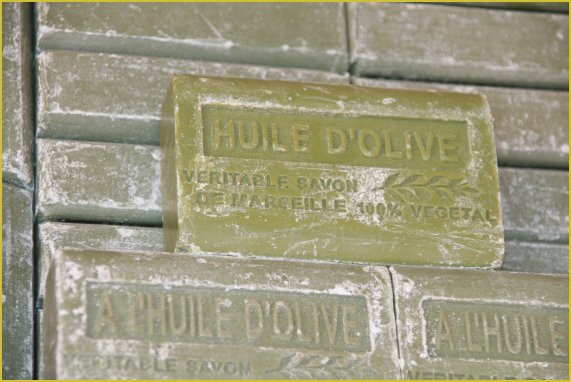 HUILE D'OLIVE
VERITABLE SAVON
DE MARSEILLE 100% VEGETAL
A L'HUILE D'OLIVE
VERITABLE SAVON
A L'HUILE